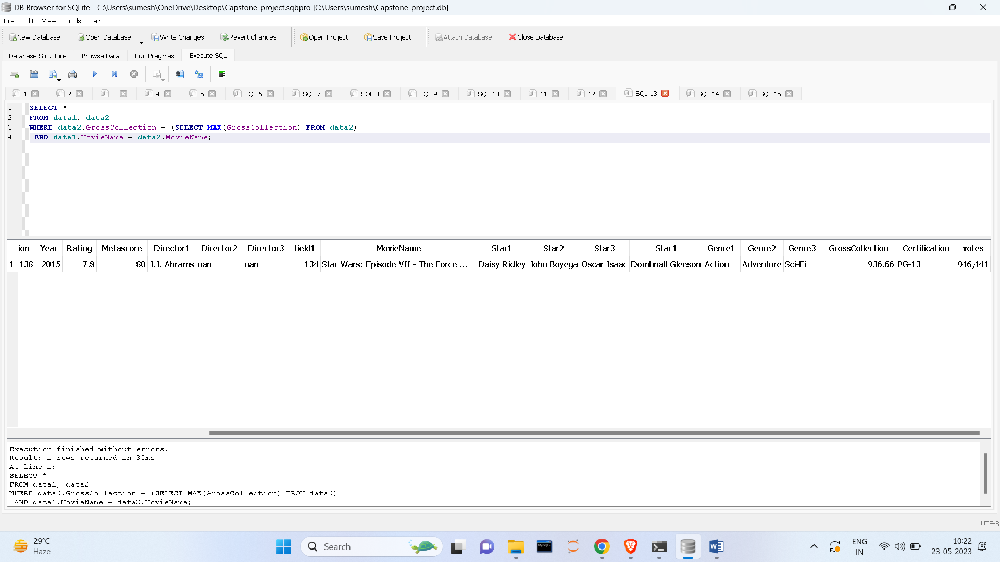 DB Browser for SQLite - C:\Users\sumesh\OneDrive\Desktop\Capstone_project.sqbpro [C:\Users\sumesh\Capstone_project.db]
File Edit View Tools Help
New Database Open Database Write Changes Revert Changes Open Project Save Project Attach Database Close Database
Database Structure Browse Data Edit Pragmas Execute SQL
1 2 3 4 5 SQL 6 SQL 7 SQL 8 SQL 9 SQL 10 11 12 SQL 13 SQL 14 SQL 15
1 SELECT *
2 FROM data1, data2
3 WHERE data2.GrossCollection = (SELECT MAX(GrossCollection) FROM data2)
4 AND data1.MovieName = data2.MovieName;
ion Year Rating Metascore Director1 Director2 Director3 field1 MovieName Star1 Star2 Star3 Star4 Genre1 Genre2 Genre3 GrossCollection Certification votes
1 138 2015 7.8 80 J.J. Abrams nan nan 134 Star Wars: Episode VII - The Force ... Daisy Ridley John Boyega Oscar Isaac Domhnall Gleeson Action Adventure Sci-Fi 936.66 PG-13 946,444
Execution finished without errors.
Result: 1 rows returned in 35ms
At line 1:
SELECT *
FROM data1, data2
WHERE data2.GrossCollection = (SELECT MAX(GrossCollection) FROM data2)
AND data1.MovieName = data2.MovieName;
UTF-8
29°C
Haze
Search
MySQL
ENG
IN
10:22
23-05-2023